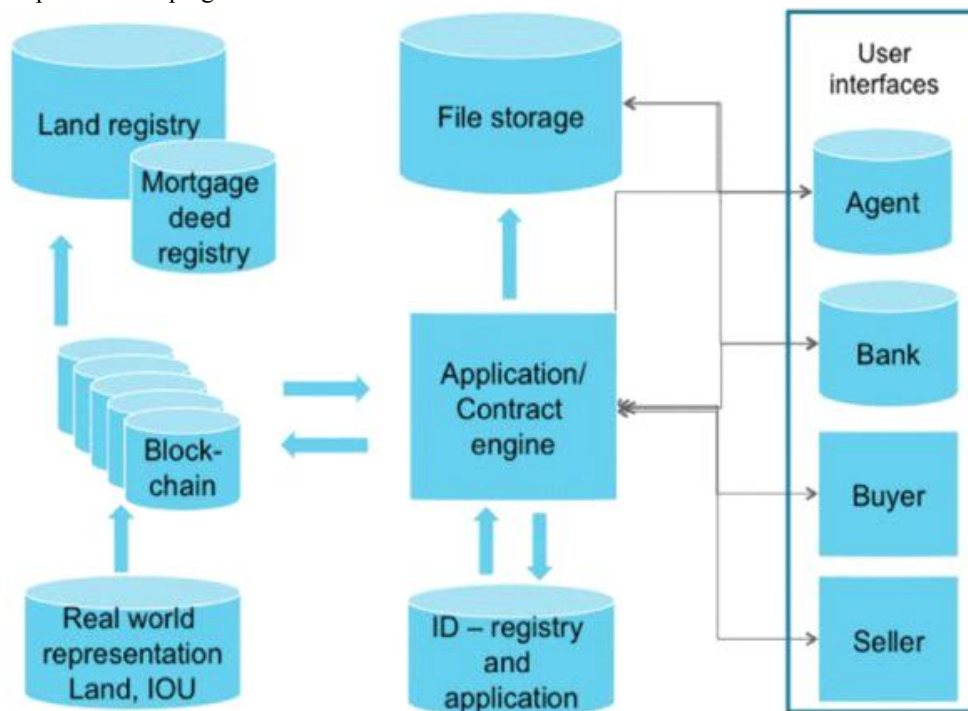 Land registry
Mortgage
deed
registry
File storage
User
interfaces
Agent
Bank
Buyer
Seller
Application/
Contract
engine
Block-
chain
Real world
representation
Land, IOU
ID – registry
and
application